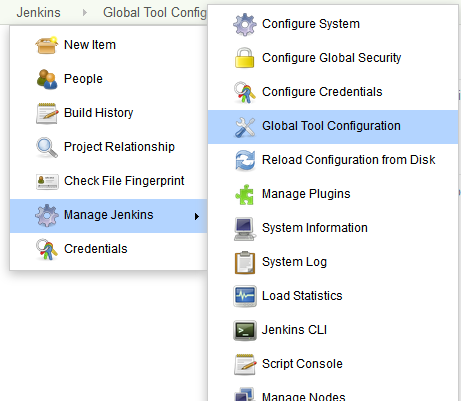 Jenkins
Global Tool Config
New Item
People
Build History
Project Relationship
Check File Fingerprint
Manage Jenkins
Credentials
Configure System
Configure Global Security
Configure Credentials
Global Tool Configuration
Reload Configuration from Disk
Manage Plugins
System Information
System Log
Load Statistics
Jenkins CLI
Script Console
Manage Nodes